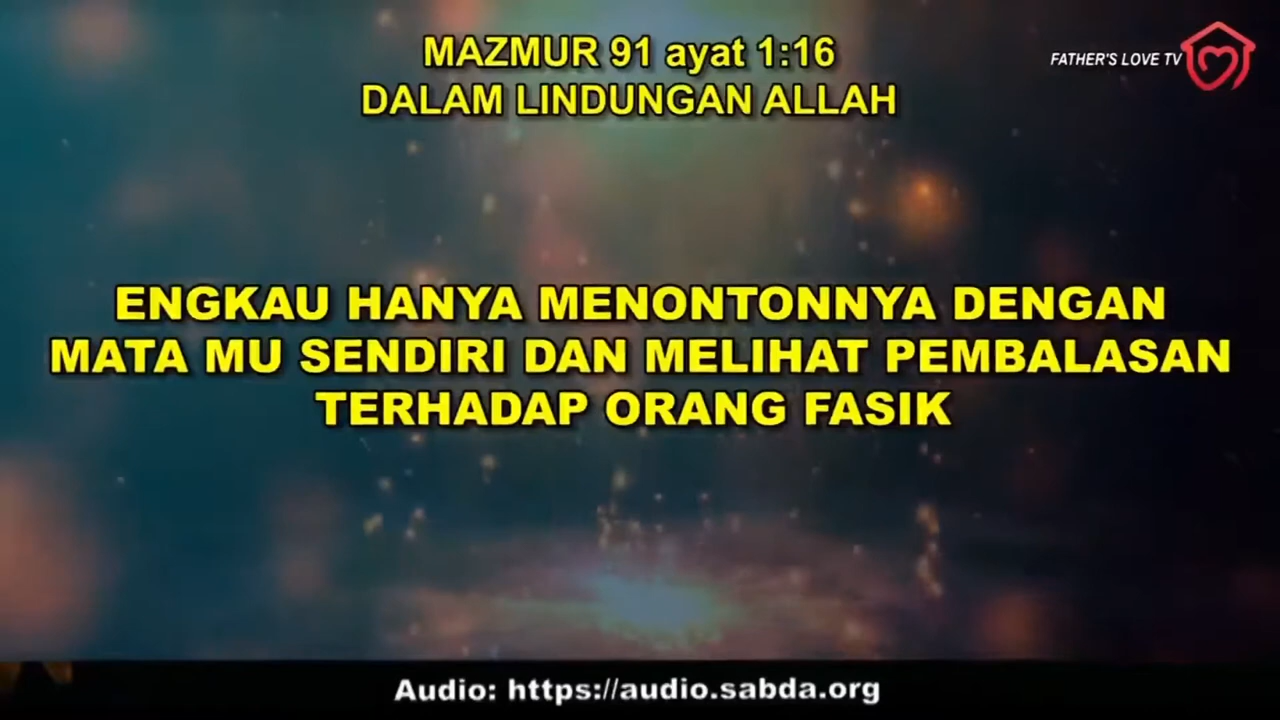 MAZMUR 91 ayat 1:16
DALAM LINDUNGAN ALLAH
FATHER'S LOVE TV
ENGKAU HANYA MENONTONNYA DENGAN
MATA MU SENDIRI DAN MELIHAT PEMBALASAN
TERHADAP ORANG FASIK
Audio: https://audio.sabda.org